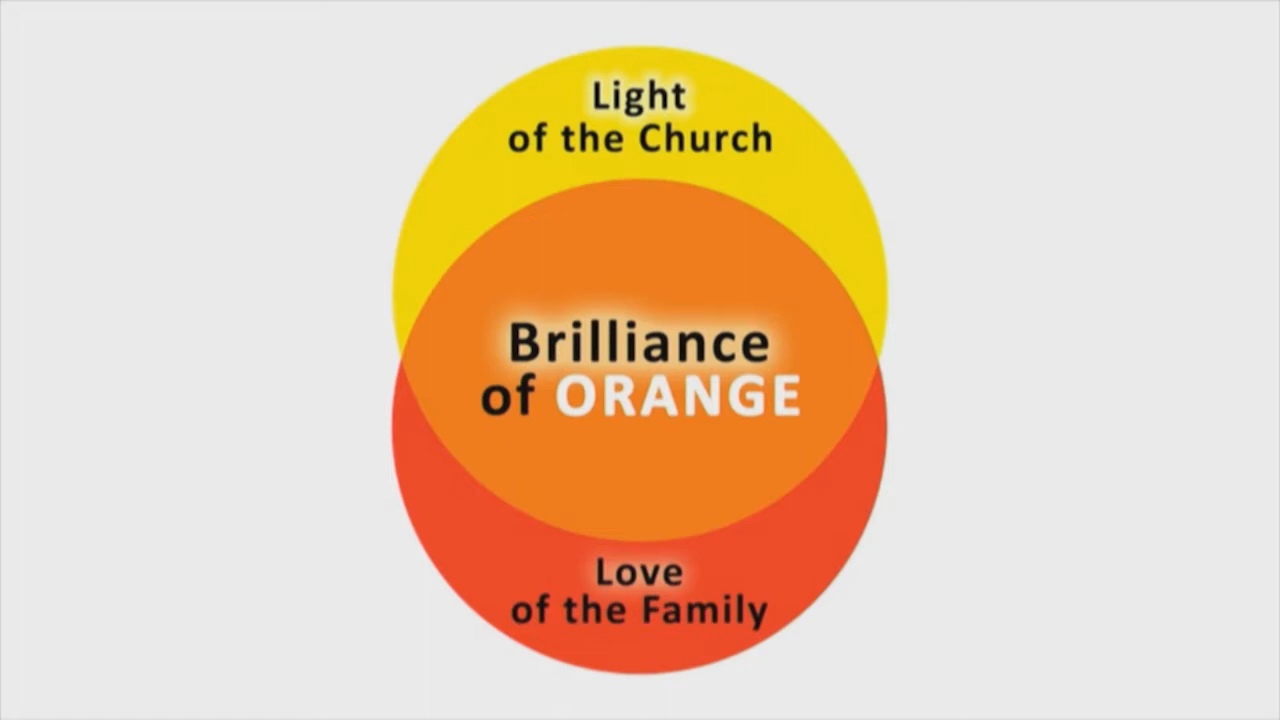 Light
of the Church
Brilliance
of ORANGE
Love
of the Family